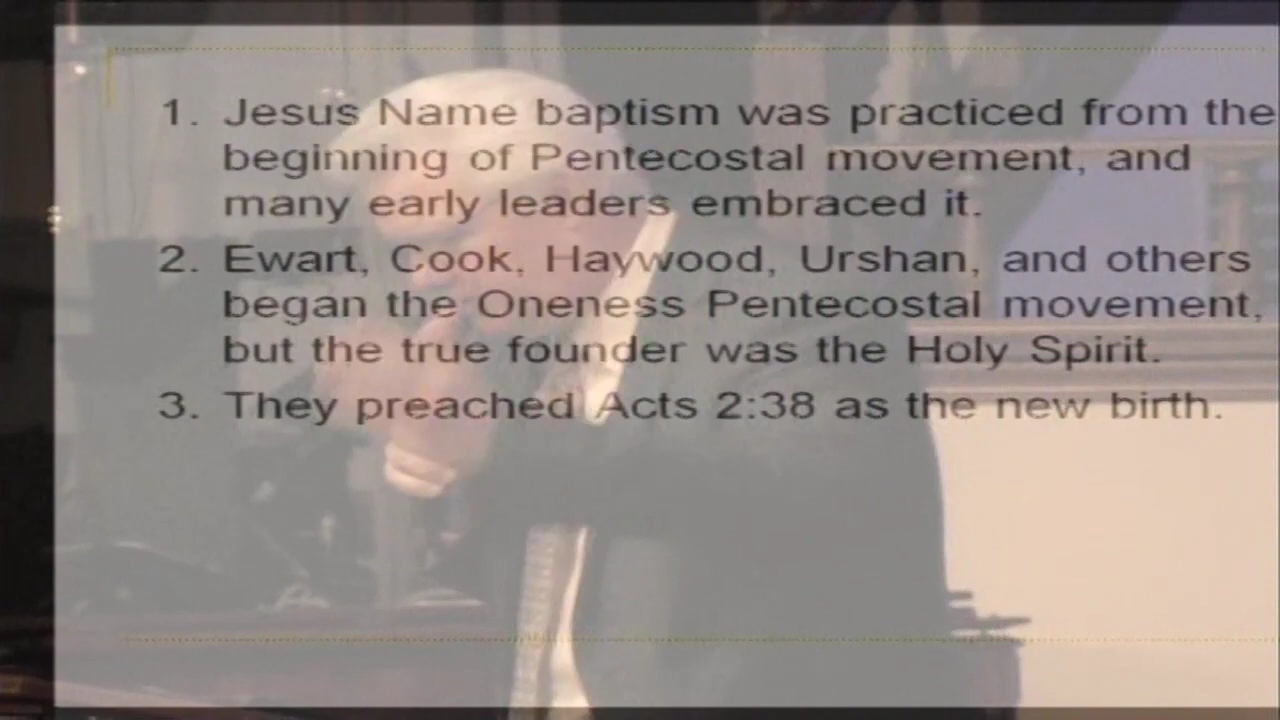 1. Jesus Name baptism was practiced from the
beginning of Pentecostal movement, and
many early leaders embraced it.
2. Ewart, Cook, Haywood, Urshan, and others
began the Oneness Pentecostal movement,
but the true founder was the Holy Spirit.
3. They preached Acts 2:38 as the new birth.